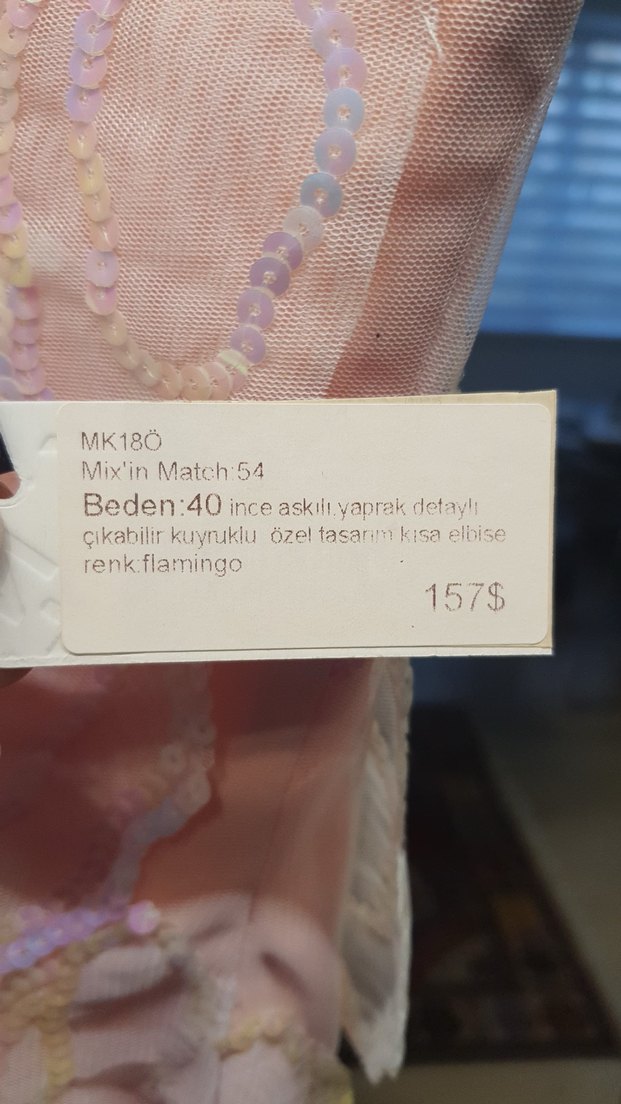 MK18Ö
Mix'in Match:54
Beden:40 ince askılı.yaprak detaylı
çıkabilir kuyruklu özel tasarım kısa elbise
renk:flamingo
157$